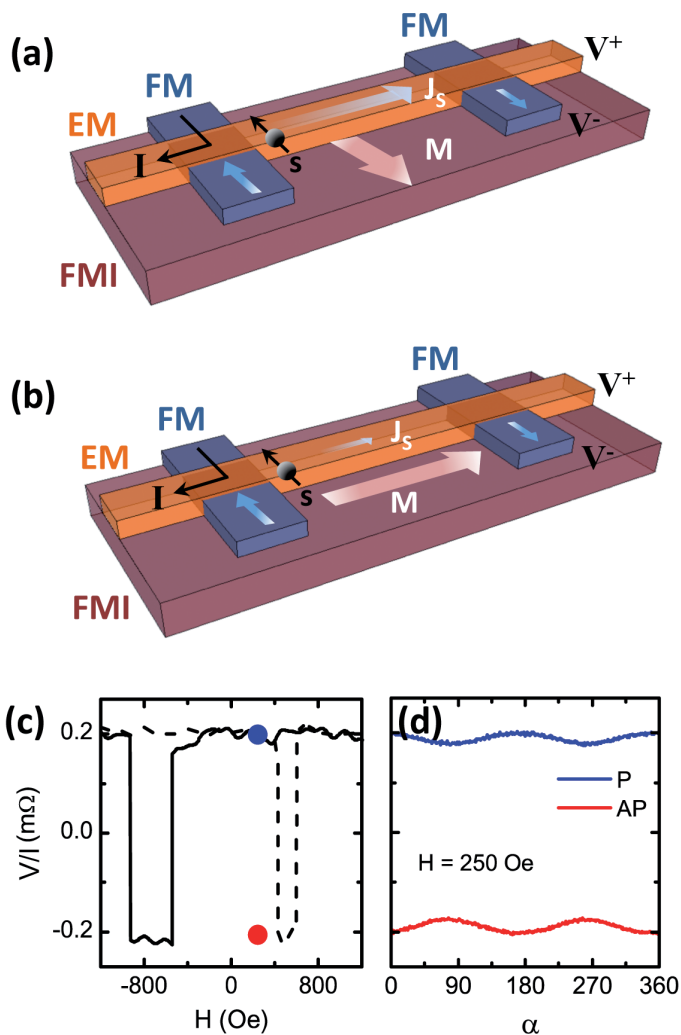 (a)
FM
V+
FM
EM
JS
V-
I
s
M
FMI
(b)
FM
V+
FM
EM
JS
V-
I
s
M
FMI
(c)
(d)
0.2
0.0
-0.2
V/I (mΩ)
-800
0
800
H (Oe)
P
AP
H = 250 Oe
0
90
180
270
360
α